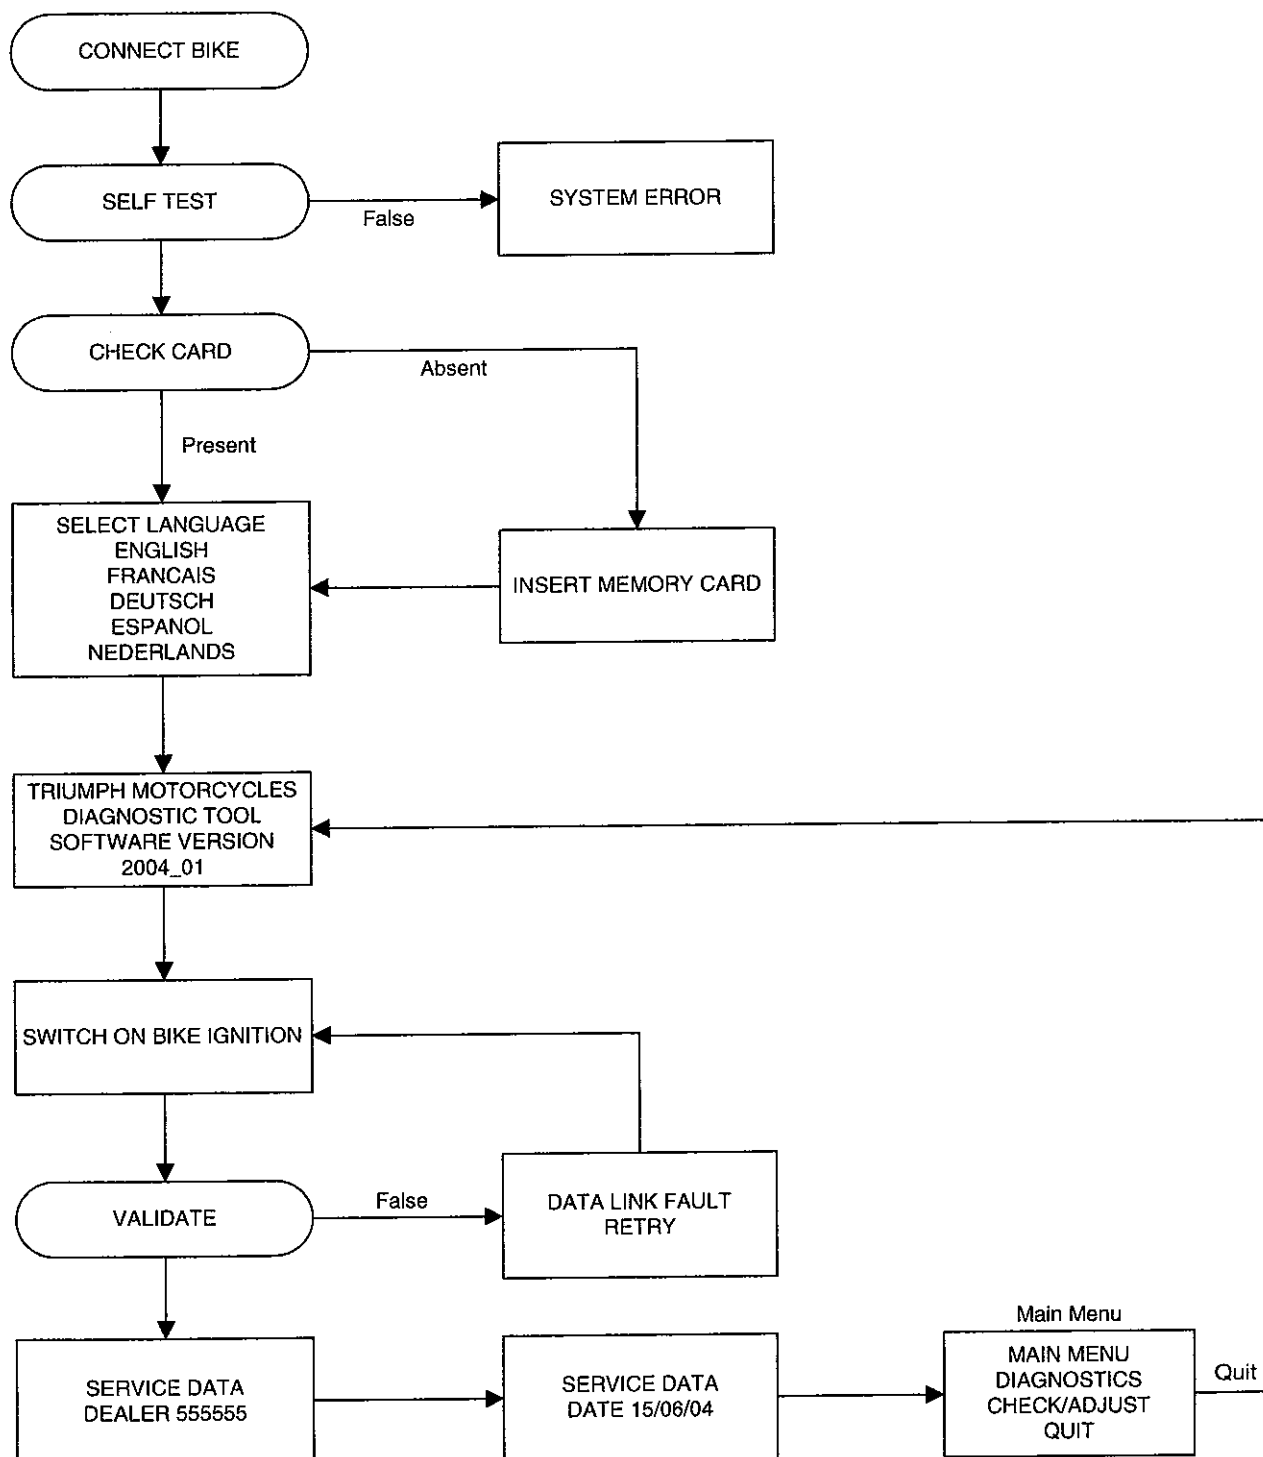 CONNECT BIKE
SELF TEST
False
SYSTEM ERROR
CHECK CARD
Absent
Present
SELECT LANGUAGE
ENGLISH
FRANCAIS
DEUTSCH
ESPANOL
NEDERLANDS
INSERT MEMORY CARD
TRIUMPH MOTORCYCLES
DIAGNOSTIC TOOL
SOFTWARE VERSION
2004_01
SWITCH ON BIKE IGNITION
VALIDATE
False
DATA LINK FAULT
RETRY
SERVICE DATA
DEALER 555555
SERVICE DATA
DATE 15/06/04
Main Menu
MAIN MENU
DIAGNOSTICS
CHECK/ADJUST
QUIT
Quit